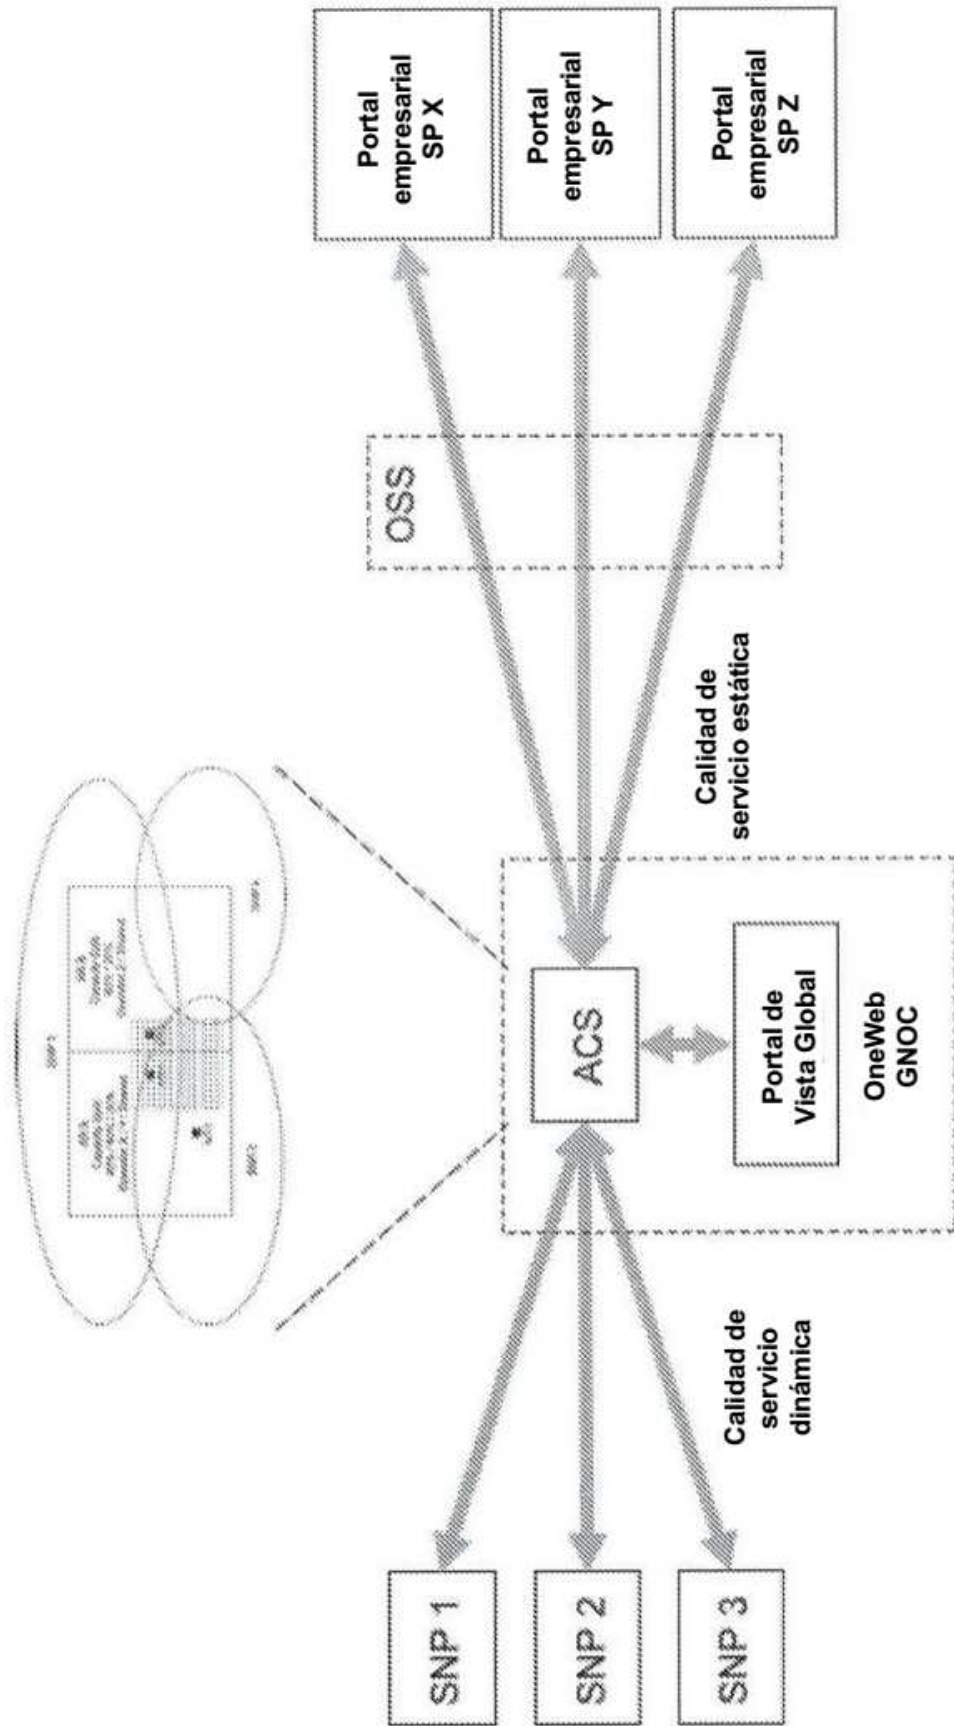 SNP 1
SNP 2
SNP 3
Calidad de
servicio
dinámica
ACS
Portal de
Vista Global
OneWeb
GNOC
Calidad de
servicio estática
OSS
Portal
empresarial
SP X
Portal
empresarial
SP Y
Portal
empresarial
SP Z